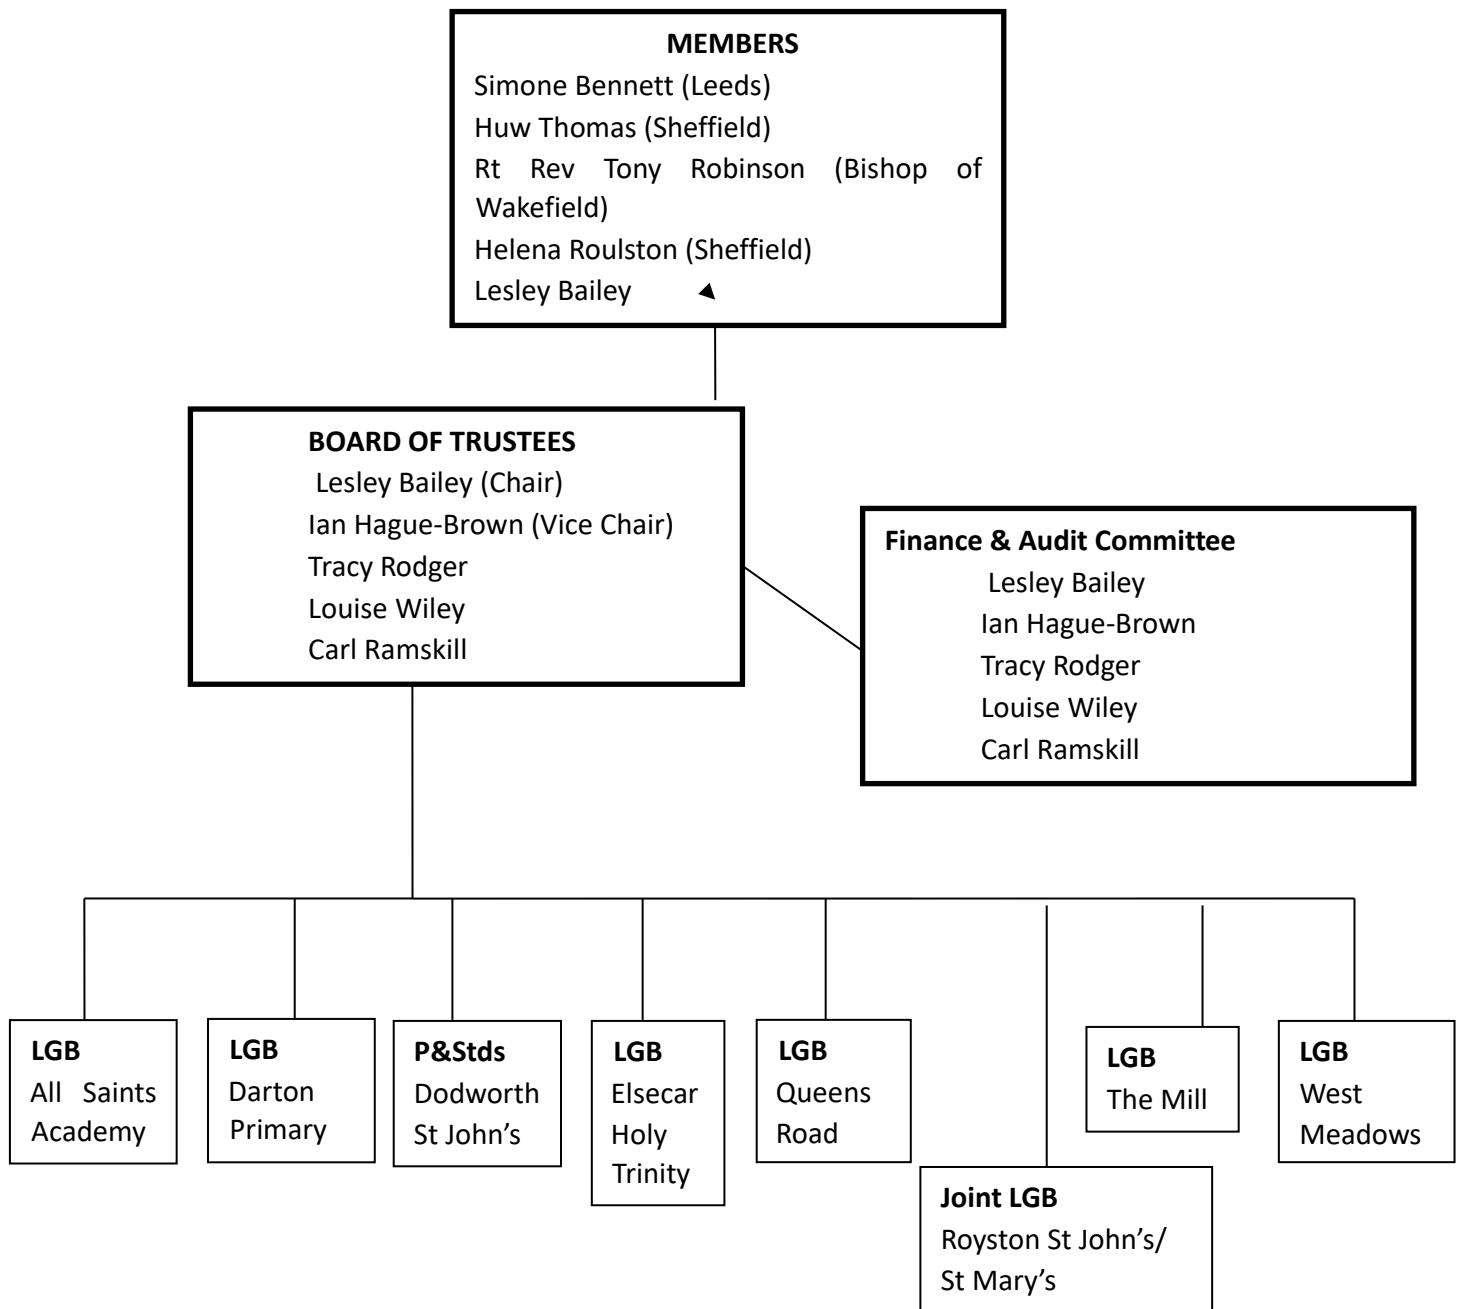 MEMBERS
Simone Bennett (Leeds)
Huw Thomas (Sheffield)
Rt Rev Tony Robinson (Bishop of
Wakefield)
Helena Roulston (Sheffield)
Lesley Bailey
BOARD OF TRUSTEES
Lesley Bailey (Chair)
Ian Hague-Brown (Vice Chair)
Tracy Rodger
Louise Wiley
Carl Ramskill
Finance & Audit Committee
Lesley Bailey
Ian Hague-Brown
Tracy Rodger
Louise Wiley
Carl Ramskill
LGB
All Saints
Academy
LGB
Darton
Primary
P&Stds
Dodworth
St John’s
LGB
Elsecar
Holy
Trinity
LGB
Queens
Road
Joint LGB
Royston St John’s/
St Mary’s
LGB
The Mill
LGB
West
Meadows